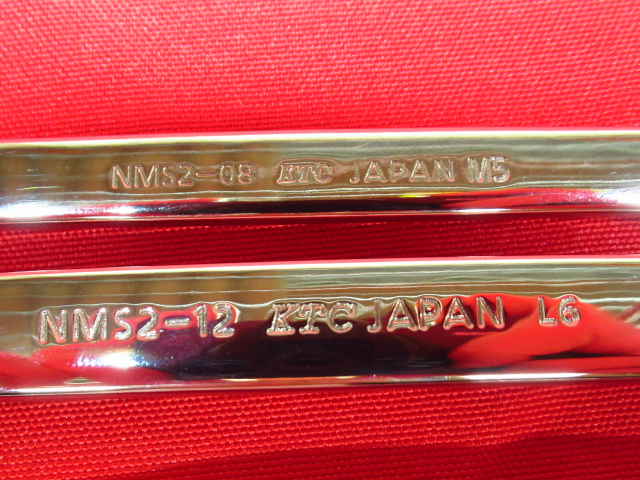 NMS2-08 KTC JAPAN M5
NMS2-12 KTC JAPAN L6